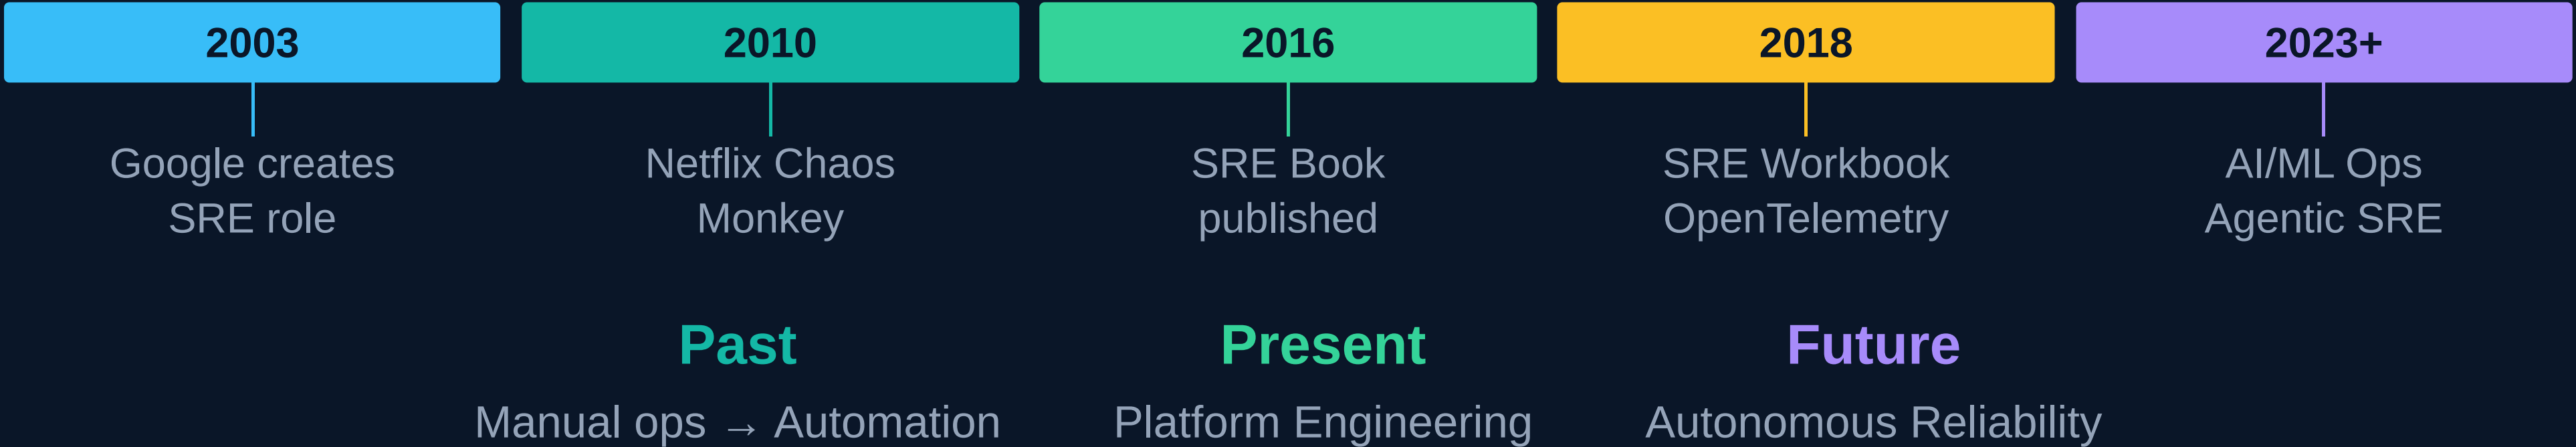 2003
2010
2016
2018
2023+
Google creates
SRE role
Netflix Chaos
Monkey
SRE Book
published
SRE Workbook
OpenTelemetry
AI/ML Ops
Agentic SRE
Past
Present
Future
Manual ops → Automation
Platform Engineering
Autonomous Reliability